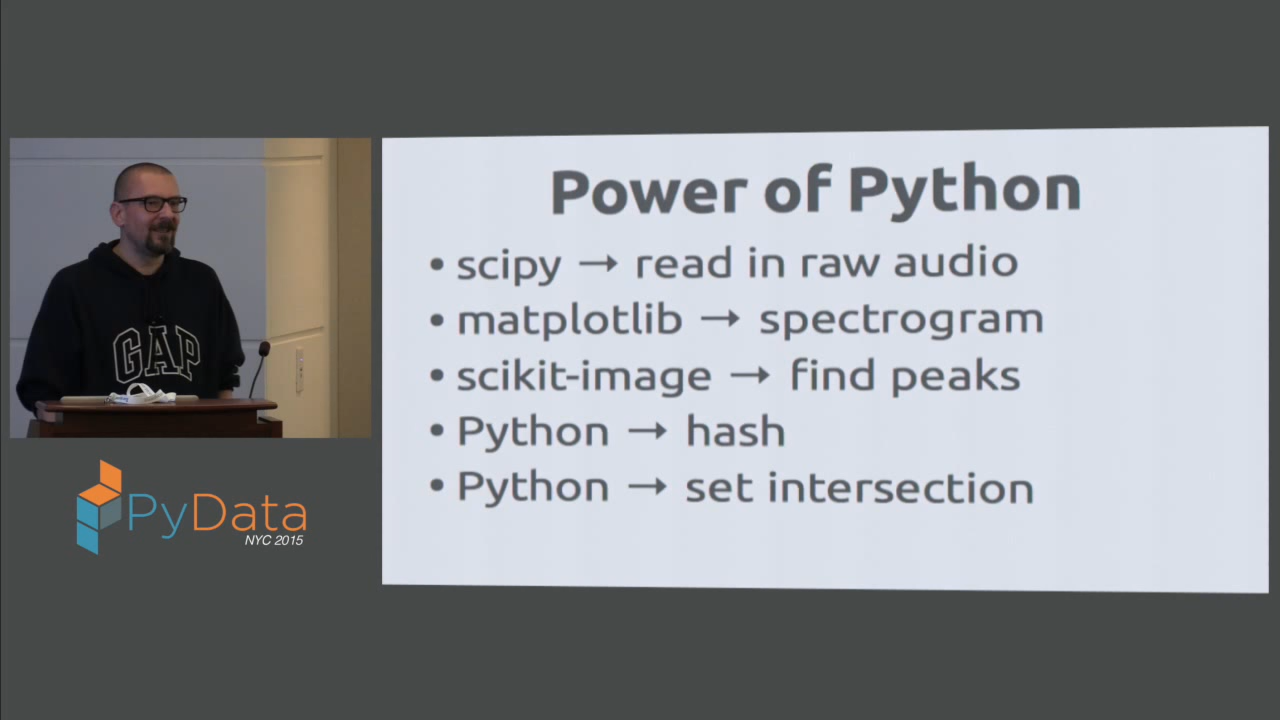 Power of Python
• scipy → read in raw audio
• matplotlib → spectrogram
• scikit-image → find peaks
• Python → hash
• Python → set intersection
GAP
PyData
NYC 2015